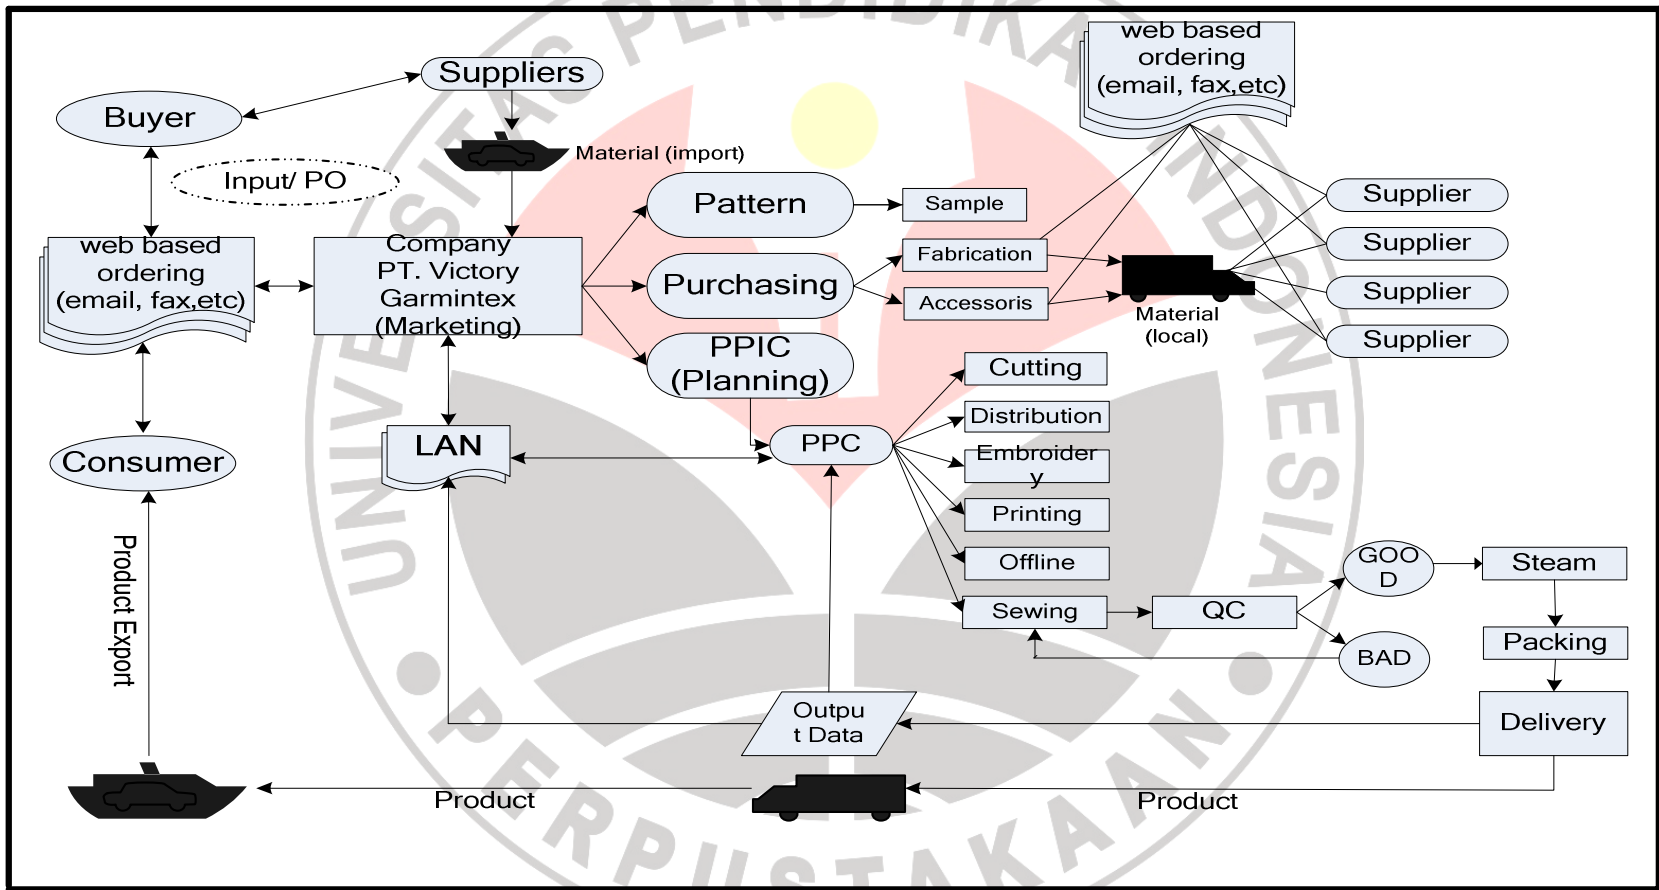 UNIVERSITAS PENDIDIKAN INDONESIA
PERPUSTAKAAN
web based
ordering
(email, fax,etc)
Suppliers
Buyer
Material (import)
Input/ PO
Pattern
Sample
Supplier
Supplier
Supplier
Supplier
web based
ordering
(email, fax,etc)
Company
PT. Victory
Garmintex
(Marketing)
Purchasing
Fabrication
Accessoris
Material
(local)
PPIC
(Planning)
Cutting
Distribution
Embroider
y
Printing
Offline
Sewing
LAN
PPC
Consumer
QC
GOO
D
BAD
Steam
Packing
Delivery
Product Export
Outpu
t Data
Product
Product